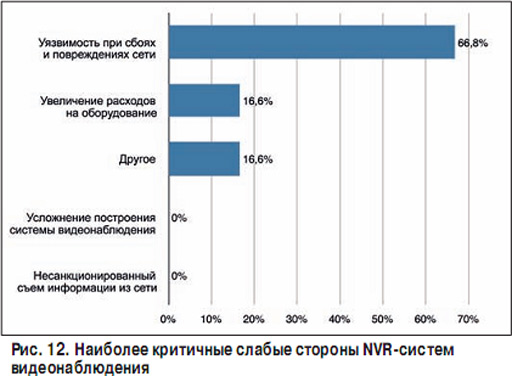 Уязвимость при сбоях
и повреждениях сети
66,8%
Увеличение расходов
на оборудование
16,6%
Другое
16,6%
Усложнение построения
системы видеонаблюдения
0%
Несанкционированный
съем информации из сети
0%
0% 10% 20% 30% 40% 50% 60% 70%
Рис. 12. Наиболее критичные слабые стороны NVR-систем
видеонаблюдения